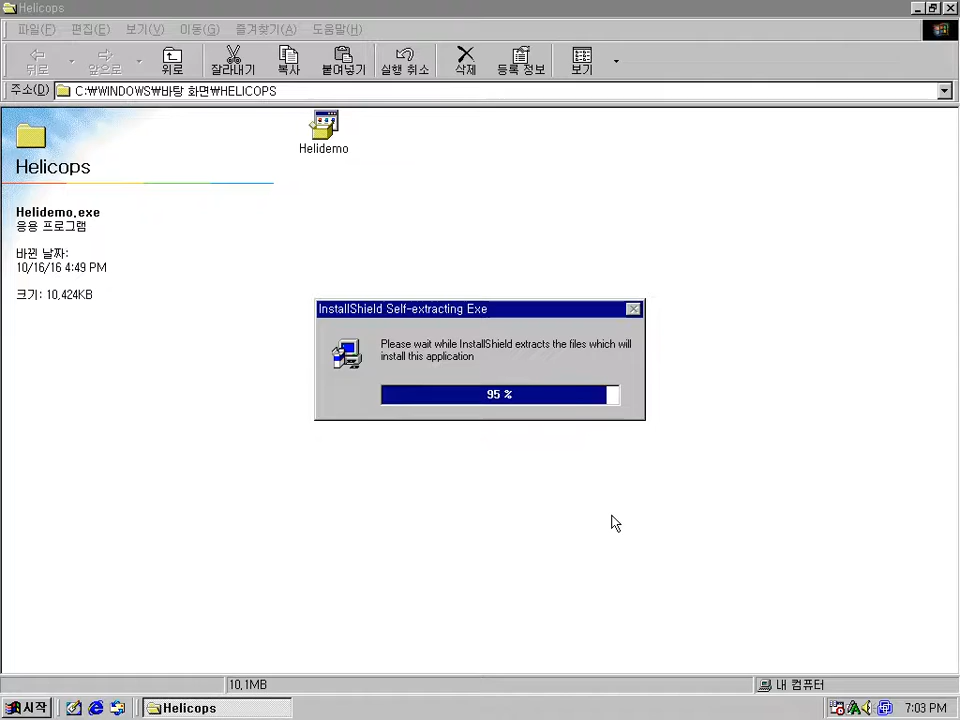 Helicops
파일(F) 편집(E) 보기(V) 이동(G) 즐겨찾기(A) 도움말(H)
뒤로 앞으로 위로 잘라내기 복사 붙여넣기 실행 취소 삭제 등록 정보 보기
주소(D) C:₩WINDOWS₩바탕 화면₩HELICOPS
Helicops
Helidemo.exe
응용 프로그램
바뀐 날짜:
10/16/16 4:49 PM
크기: 10,424KB
Helidemo
InstallShield Self-extracting Exe
Please wait while InstallShield extracts the files which will
install this application
95 %
10,1MB 내 컴퓨터
시작 Helicops 7:03 PM